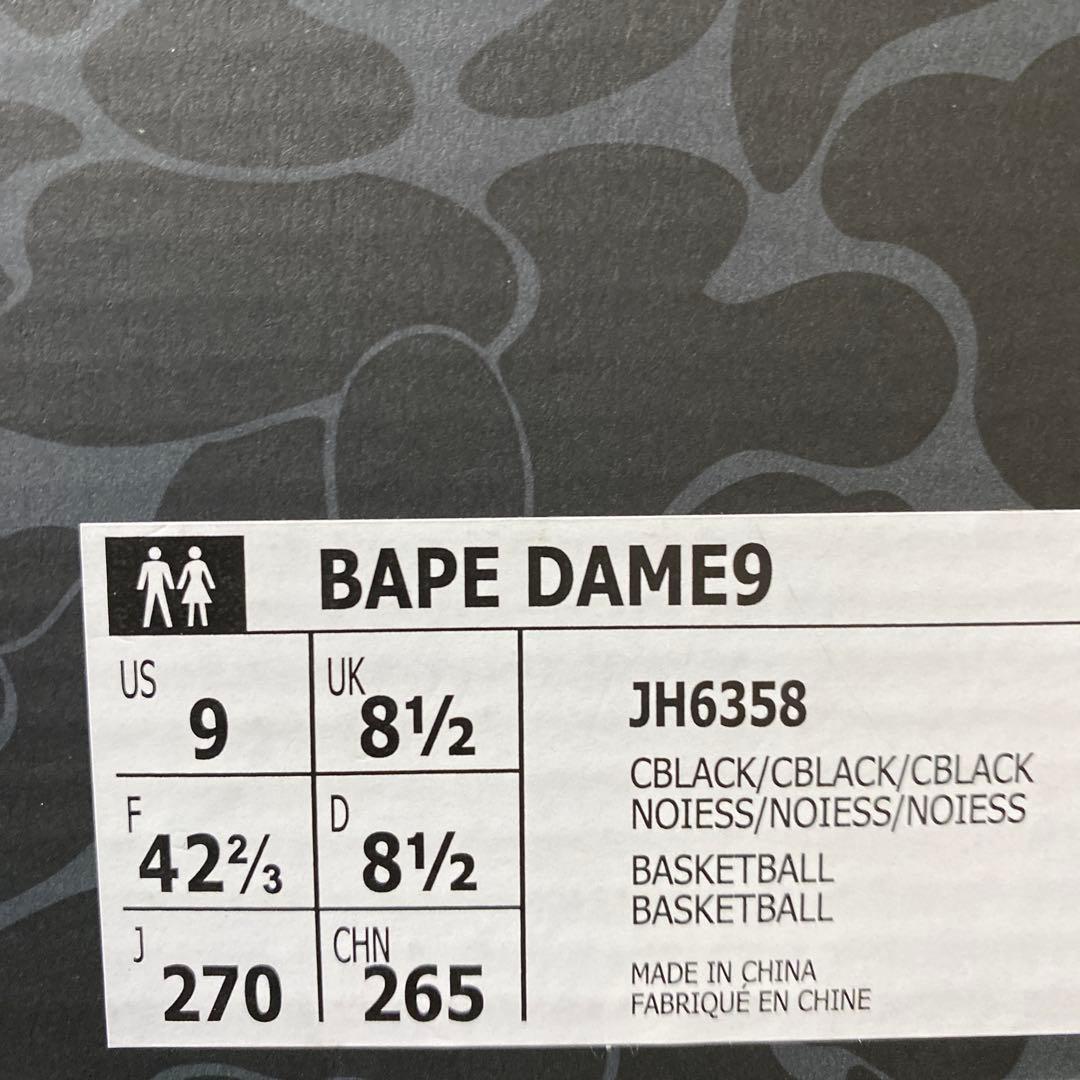 BAPE DAME9
US
9
UK
8½
F
42⅔
D
8½
J
270
CHN
265
JH6358
CBLACK/CBLACK/CBLACK
NOIESS/NOIESS/NOIESS
BASKETBALL
BASKETBALL
MADE IN CHINA
FABRIQUÉ EN CHINE